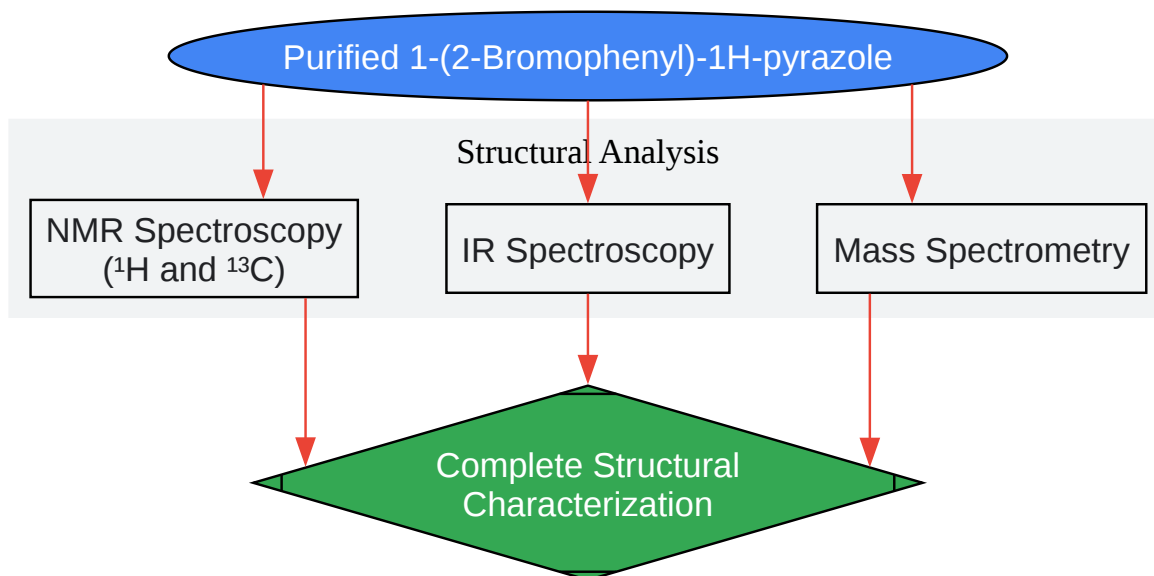 Purified 1-(2-Bromophenyl)-1H-pyrazole
Structural Analysis
NMR Spectroscopy
(¹H and ¹³C)
IR Spectroscopy
Mass Spectrometry
Complete Structural
Characterization